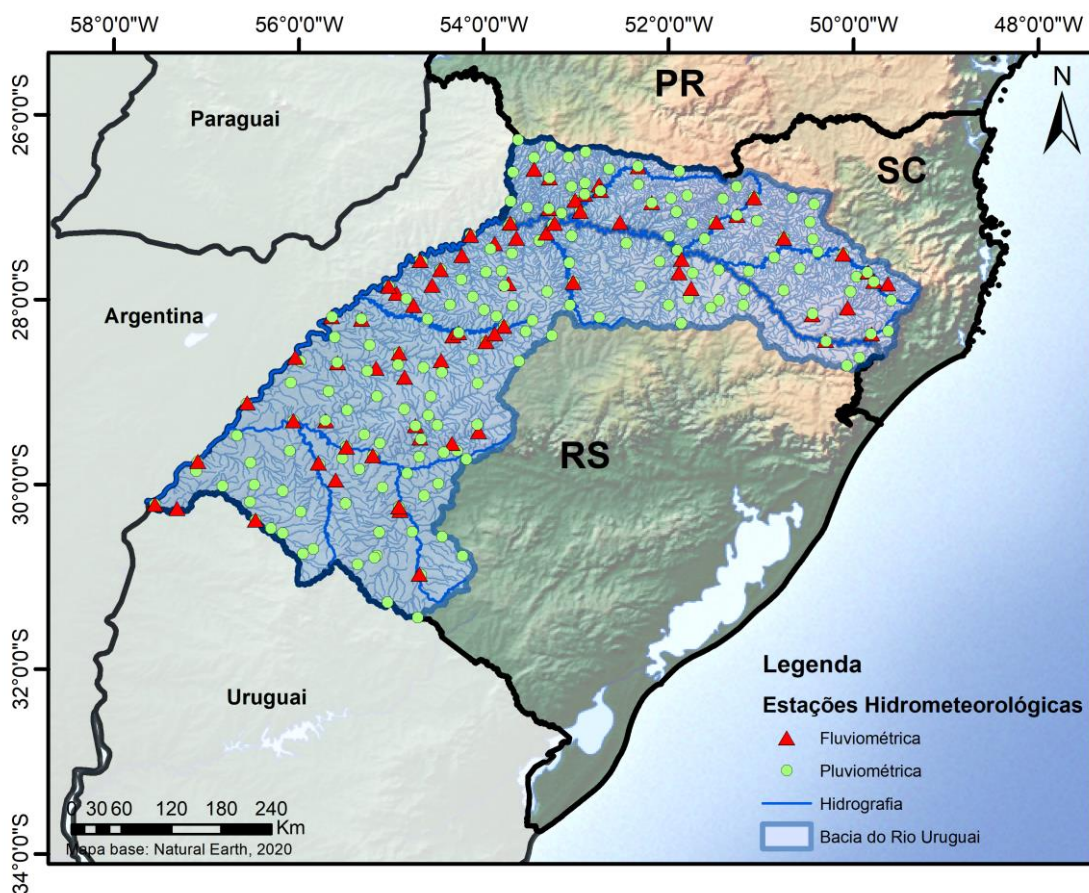 58°0'0"W 56°0'0"W 54°0'0"W 52°0'0"W 50°0'0"W 48°0'0"W
26°0'0"S
28°0'0"S
30°0'0"S
32°0'0"S
34°0'0"S
N
PR
Paraguai
SC
Argentina
RS
Uruguai
Legenda
Estações Hidrometeorológicas
Fluviométrica
Pluviométrica
Hidrografia
Bacia do Rio Uruguai
0 30 60 120 180 240
Km
Mapa base: Natural Earth, 2020